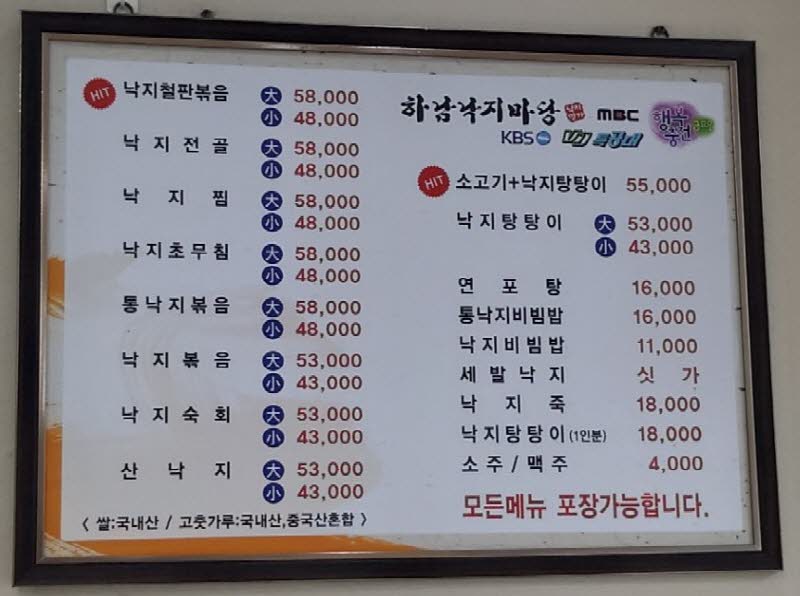 HIT 낙지철판볶음 大 58,000
小 48,000
낙지전골 大 58,000
小 48,000
낙지찜 大 58,000
小 48,000
낙지초무침 大 58,000
小 48,000
통낙지볶음 大 58,000
小 48,000
낙지볶음 大 53,000
小 43,000
낙지숙회 大 53,000
小 43,000
산낙지 大 53,000
小 43,000
< 쌀:국내산 / 고춧가루:국내산,중국산혼합 >
하남낙지마당 MBC
KBS VJ 특공대
HIT 소고기+낙지탕탕이 55,000
낙지탕탕이 大 53,000
小 43,000
연포탕 16,000
통낙지비빔밥 16,000
낙지비빔밥 11,000
세발낙지 싯가
낙지죽 18,000
낙지탕탕이(1인분) 18,000
소주/맥주 4,000
모든메뉴 포장가능합니다.